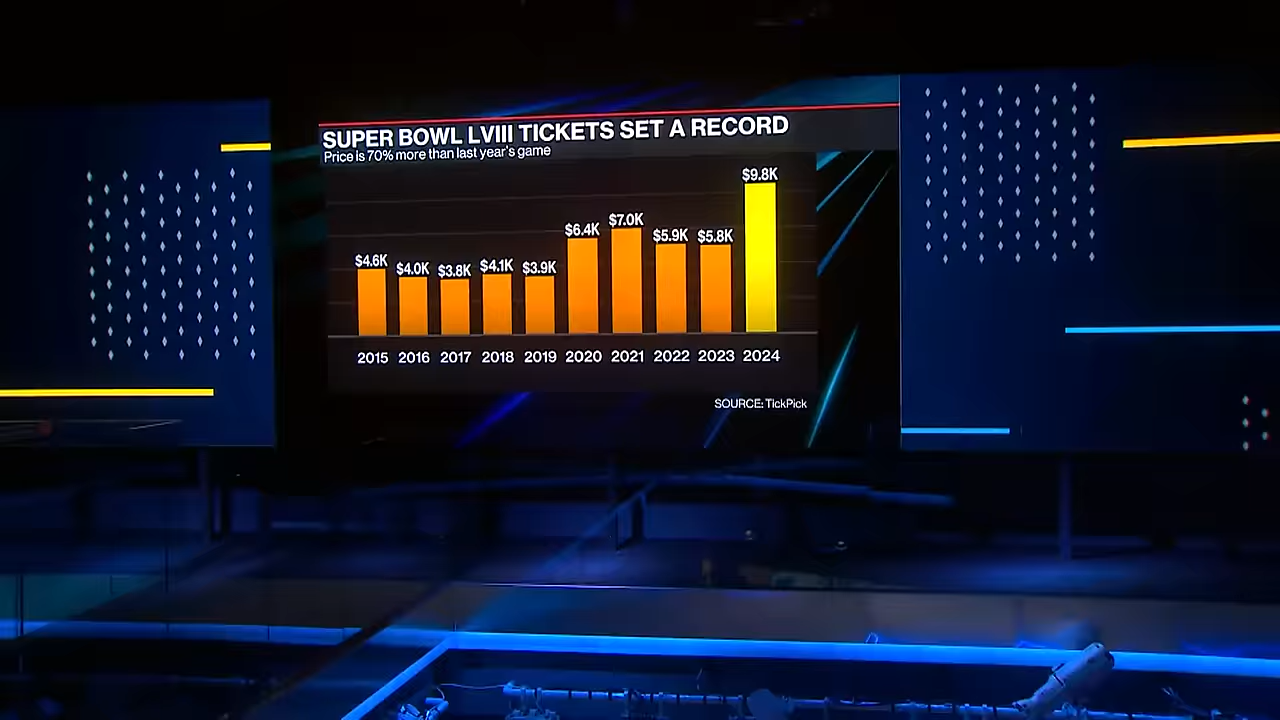 SUPER BOWL LVIII TICKETS SET A RECORD
Price is 70% more than last year's game
$4.6K $4.0K $3.8K $4.1K $3.9K $6.4K $7.0K $5.9K $5.8K $9.8K
2015 2016 2017 2018 2019 2020 2021 2022 2023 2024
SOURCE: TickPick